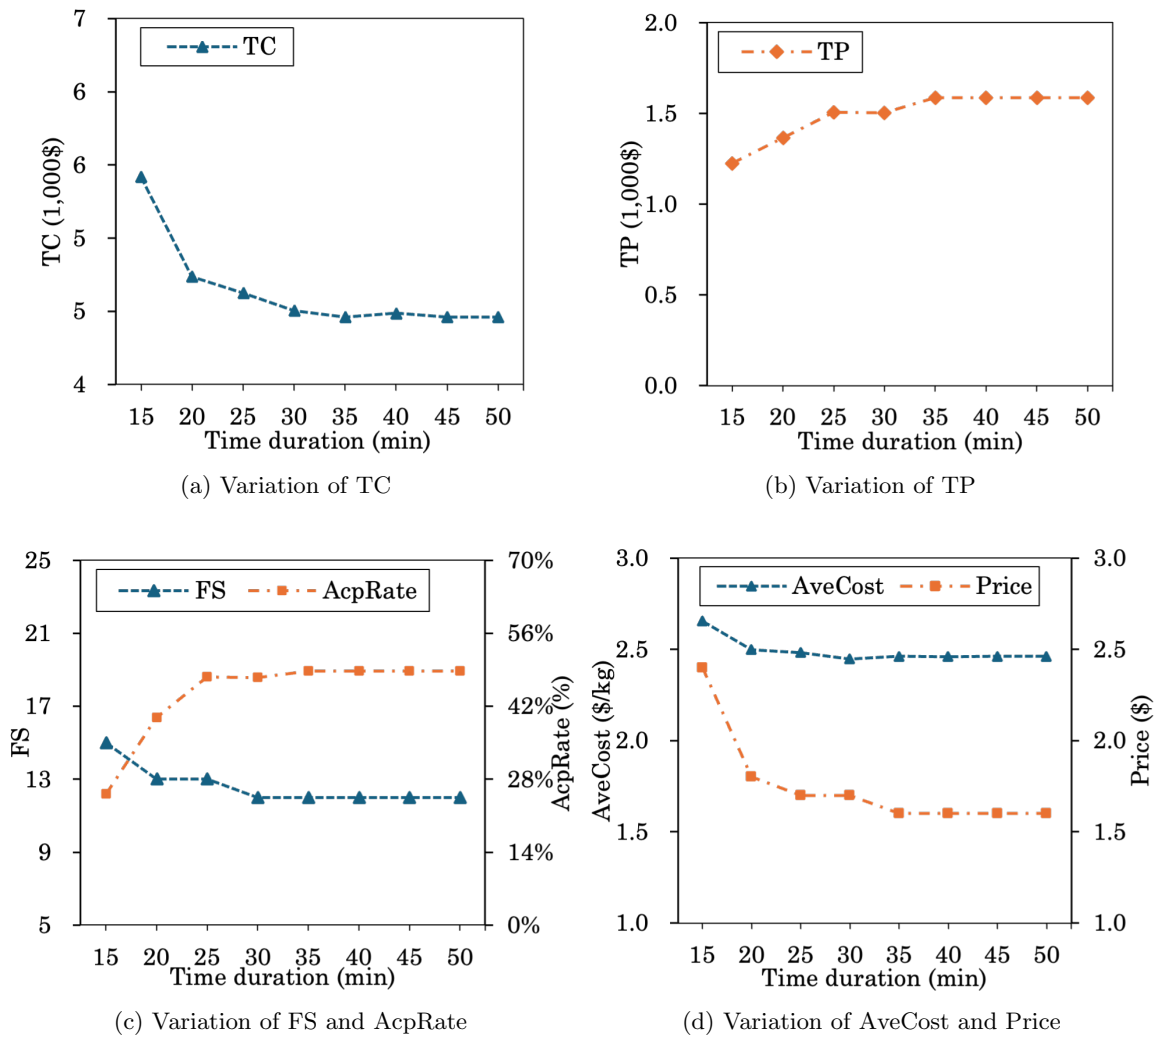 7
6
6
5
5
4
TC (1,000$)
TC
15 20 25 30 35 40 45 50
Time duration (min)
(a) Variation of TC
2.0
1.5
1.0
0.5
0.0
TP (1,000$)
TP
15 20 25 30 35 40 45 50
Time duration (min)
(b) Variation of TP
25
21
17
13
9
5
FS
FS AcpRate
70%
56%
42%
28%
14%
0%
AcpRate (%)
15 20 25 30 35 40 45 50
Time duration (min)
(c) Variation of FS and AcpRate
3.0
2.5
2.0
1.5
1.0
AveCost ($/kg)
AveCost Price
3.0
2.5
2.0
1.5
1.0
Price ($)
15 20 25 30 35 40 45 50
Time duration (min)
(d) Variation of AveCost and Price